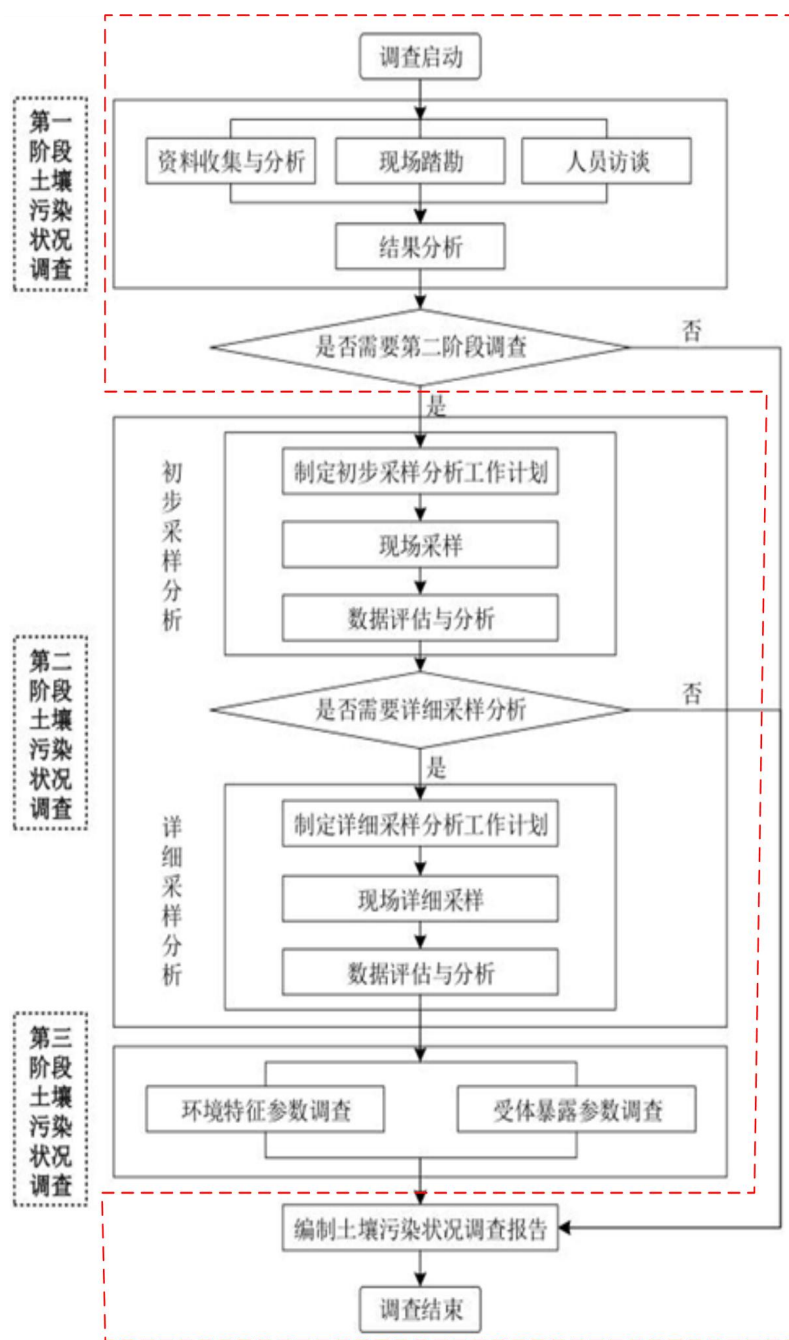 调查启动
第一
阶段
土壤
污染
状况
调查
资料收集与分析
现场踏勘
人员访谈
结果分析
是否需要第二阶段调查
否
是
初步采样分析
制定初步采样分析工作计划
现场采样
数据评估与分析
第二
阶段
土壤
污染
状况
调查
是否需要详细采样分析
否
是
详细采样分析
制定详细采样分析工作计划
现场详细采样
数据评估与分析
第三
阶段
土壤
污染
状况
调查
环境特征参数调查
受体暴露参数调查
编制土壤污染状况调查报告
调查结束